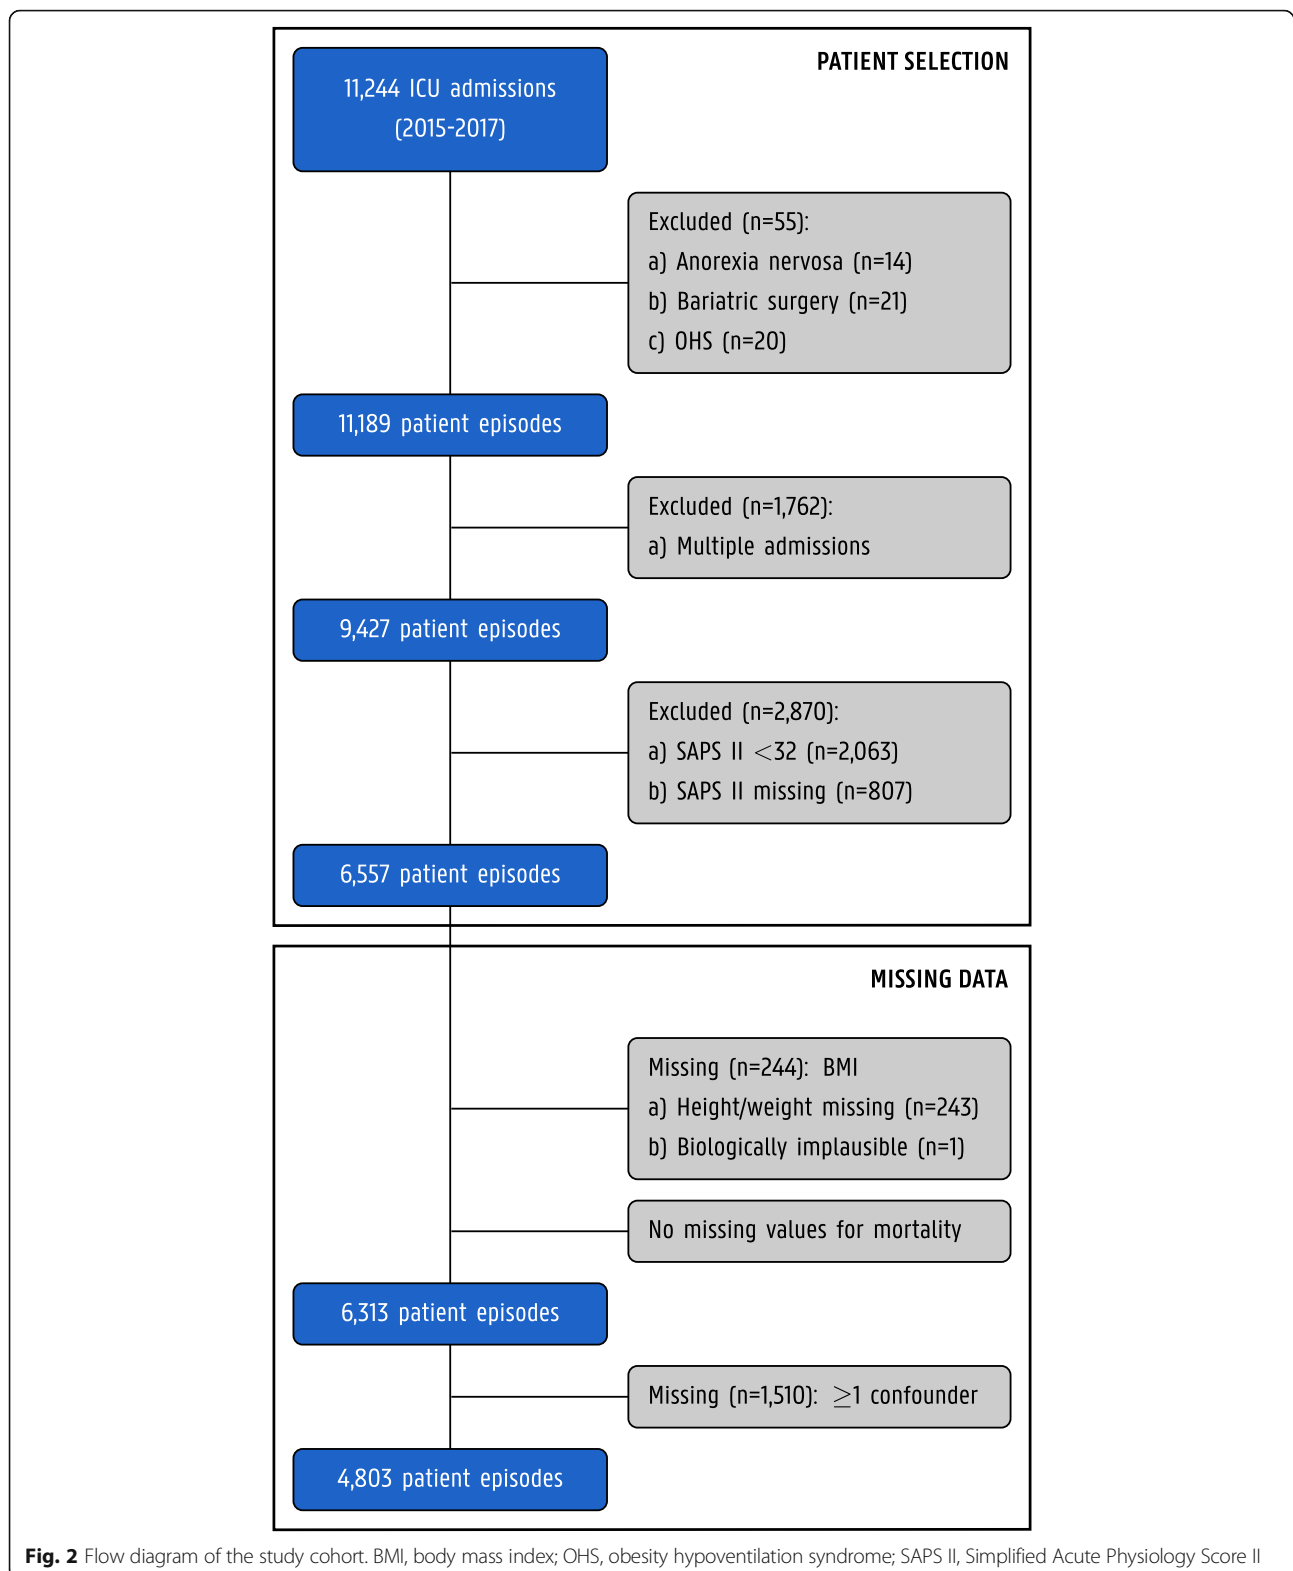 PATIENT SELECTION
11,244 ICU admissions
(2015-2017)
Excluded (n=55):
a) Anorexia nervosa (n=14)
b) Bariatric surgery (n=21)
c) OHS (n=20)
11,189 patient episodes
Excluded (n=1,762):
a) Multiple admissions
9,427 patient episodes
Excluded (n=2,870):
a) SAPS II <32 (n=2,063)
b) SAPS II missing (n=807)
6,557 patient episodes
MISSING DATA
Missing (n=244): BMI
a) Height/weight missing (n=243)
b) Biologically implausible (n=1)
No missing values for mortality
6,313 patient episodes
Missing (n=1,510): ≥1 confounder
4,803 patient episodes
Fig. 2 Flow diagram of the study cohort. BMI, body mass index; OHS, obesity hypoventilation syndrome; SAPS II, Simplified Acute Physiology Score II